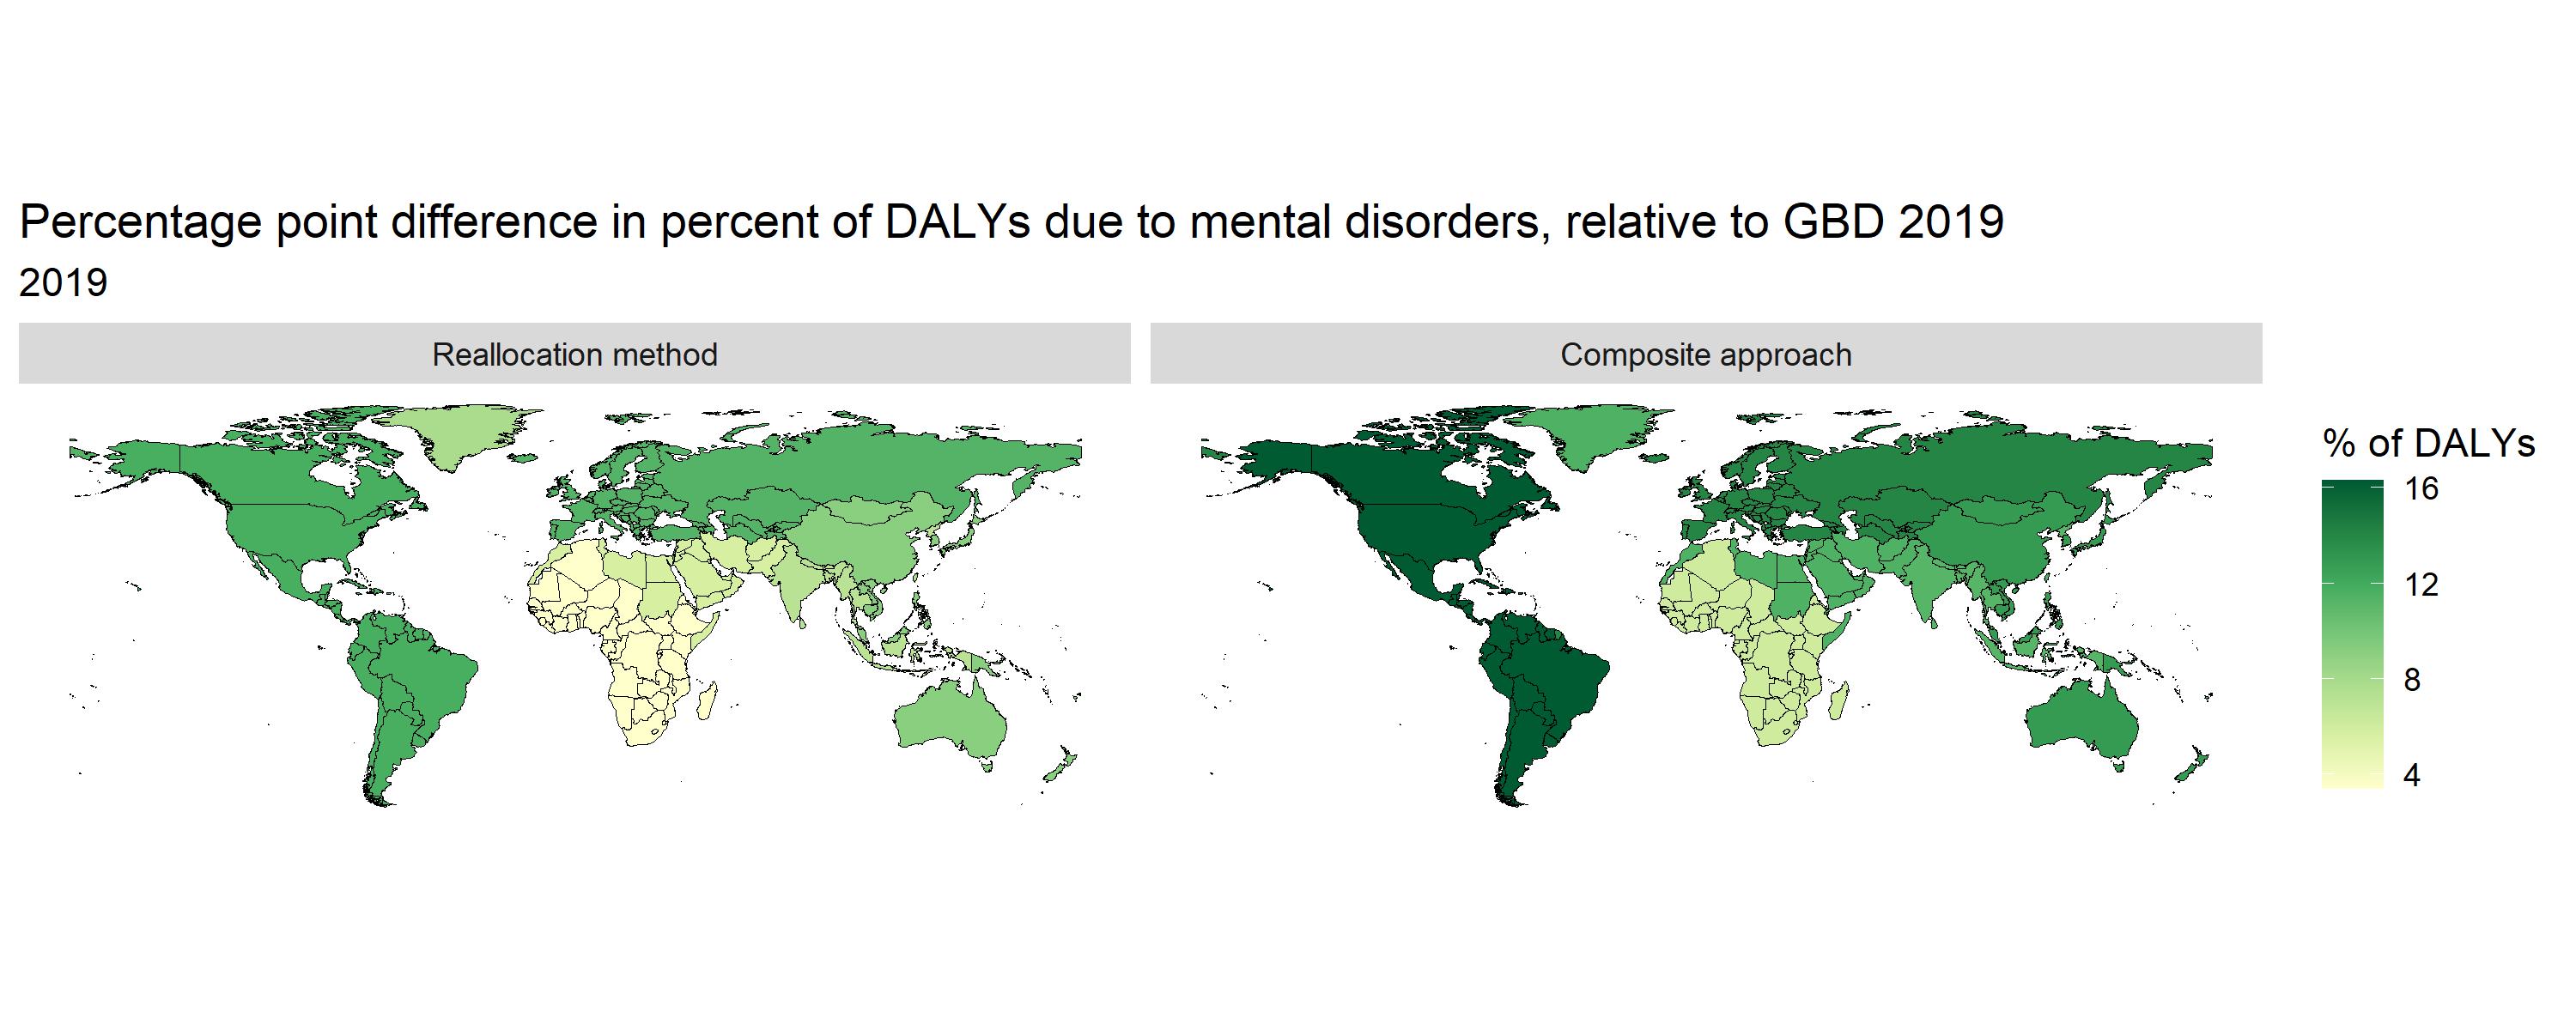 Percentage point difference in percent of DALYs due to mental disorders, relative to GBD 2019
2019
Reallocation method
Composite approach
% of DALYs
16
12
8
4